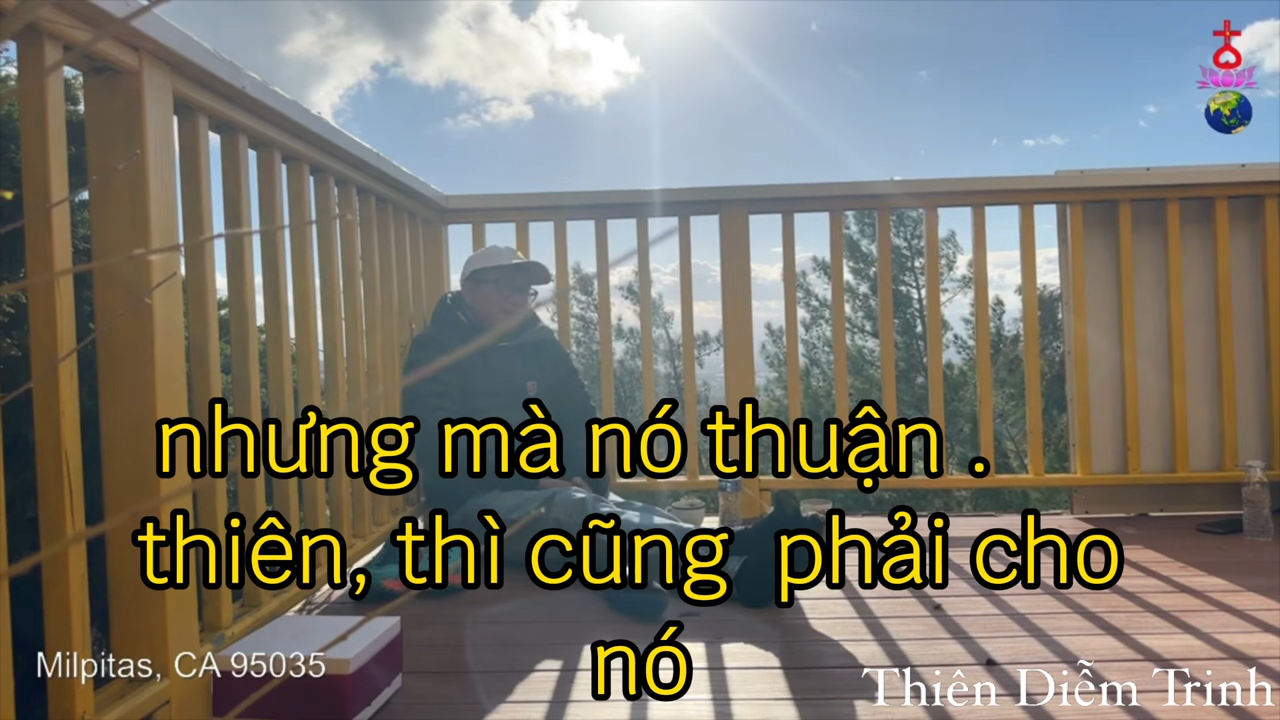 nhưng mà nó thuận .
thiên, thì cũng phải cho
nó
Milpitas, CA 95035
Thiên Diễm Trinh